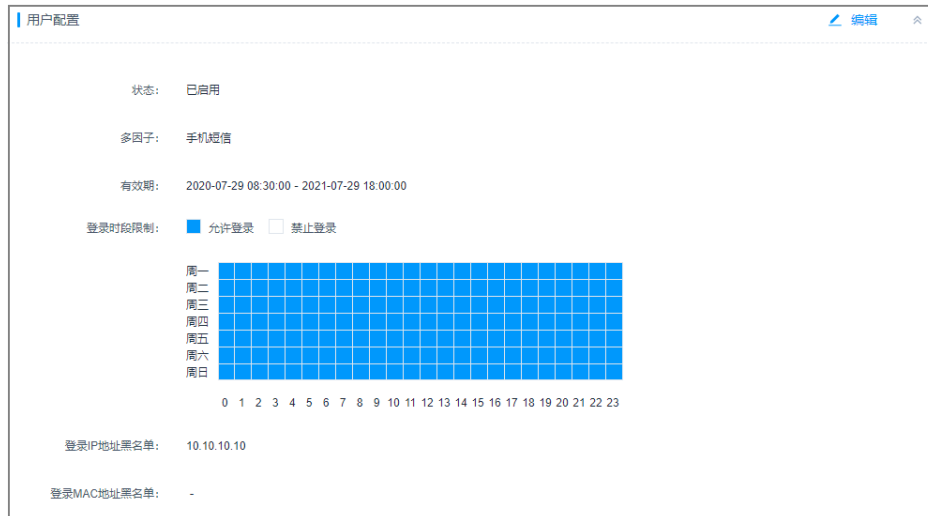 用户配置 编辑
状态： 已启用
多因子： 手机短信
有效期： 2020-07-29 08:30:00 - 2021-07-29 18:00:00
登录时段限制： 允许登录 禁止登录
周一
周二
周三
周四
周五
周六
周日
0 1 2 3 4 5 6 7 8 9 10 11 12 13 14 15 16 17 18 19 20 21 22 23
登录IP地址黑名单： 10.10.10.10
登录MAC地址黑名单： -